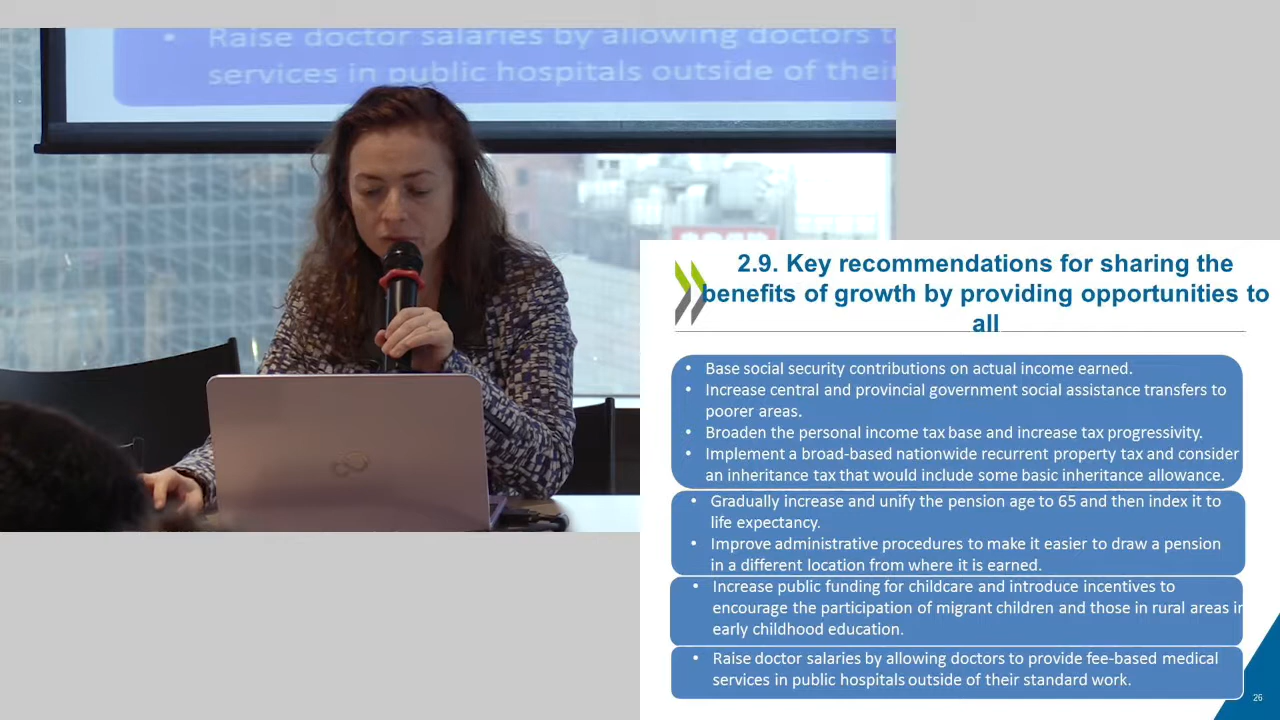 Raise doctor salaries by allowing doctors
services in public hospitals outside of their
2.9. Key recommendations for sharing the
benefits of growth by providing opportunities to
all
• Base social security contributions on actual income earned.
• Increase central and provincial government social assistance transfers to
poorer areas.
• Broaden the personal income tax base and increase tax progressivity.
• Implement a broad-based nationwide recurrent property tax and consider
an inheritance tax that would include some basic inheritance allowance.
• Gradually increase and unify the pension age to 65 and then index it to
life expectancy.
• Improve administrative procedures to make it easier to draw a pension
in a different location from where it is earned.
• Increase public funding for childcare and introduce incentives to
encourage the participation of migrant children and those in rural areas in
early childhood education.
• Raise doctor salaries by allowing doctors to provide fee-based medical
services in public hospitals outside of their standard work.
26